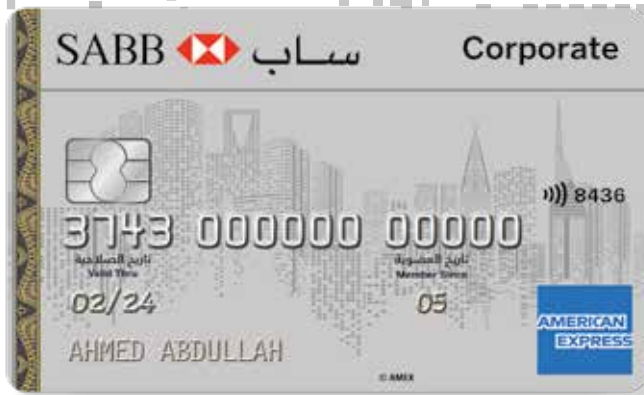 SABB ساب Corporate
8436
3743 000000 00000
تاريخ الصلاحية تاريخ العضوية
Valid Thru Member Since
02/24 05
AHMED ABDULLAH
AMERICAN
EXPRESS
© AMEX